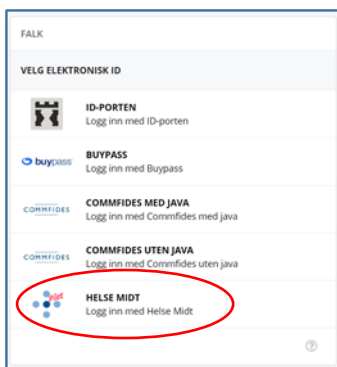 FALK
VELG ELEKTRONISK ID
ID-PORTEN
Logg inn med ID-porten
buypass
BUYPASS
Logg inn med Buypass
COMMFIDES
COMMFIDES MED JAVA
Logg inn med Commfides med java
COMMFIDES
COMMFIDES UTEN JAVA
Logg inn med Commfides uten java
pilot
HELSE MIDT
Logg inn med Helse Midt
?